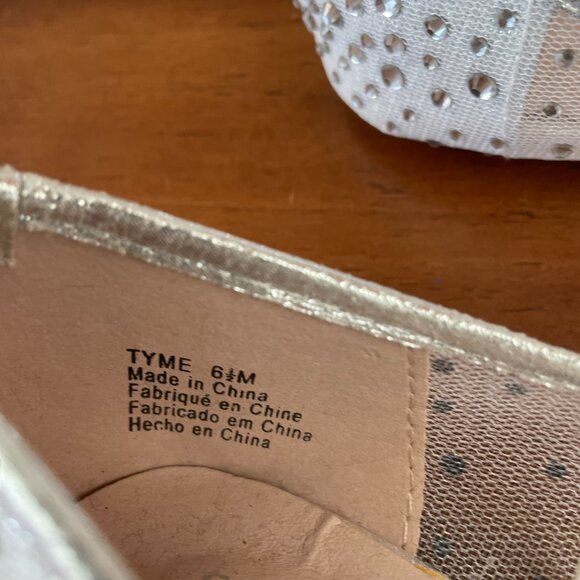 TYME 6½M
Made in China
Fabriqué en Chine
Fabricado em China
Hecho en China